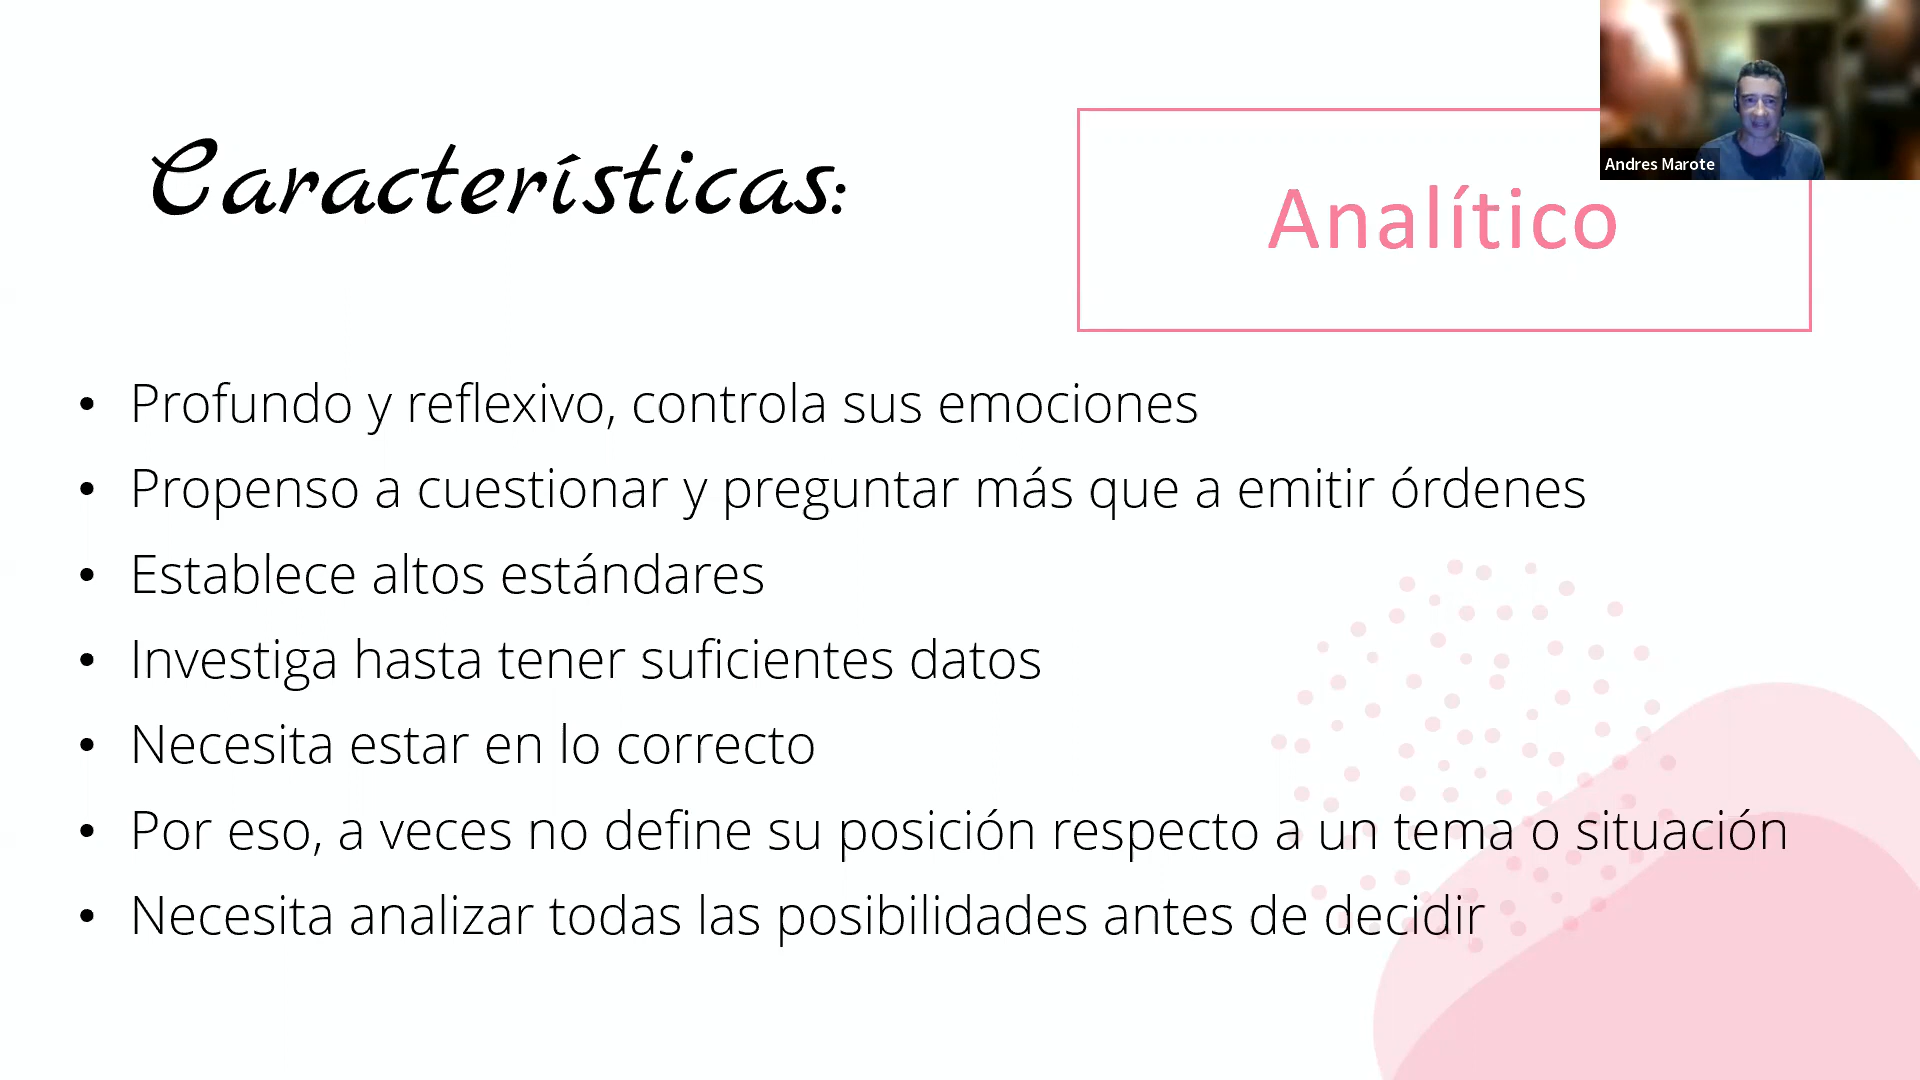 Andres Marote
Características:
Analítico
• Profundo y reflexivo, controla sus emociones
• Propenso a cuestionar y preguntar más que a emitir órdenes
• Establece altos estándares
• Investiga hasta tener suficientes datos
• Necesita estar en lo correcto
• Por eso, a veces no define su posición respecto a un tema o situación
• Necesita analizar todas las posibilidades antes de decidir